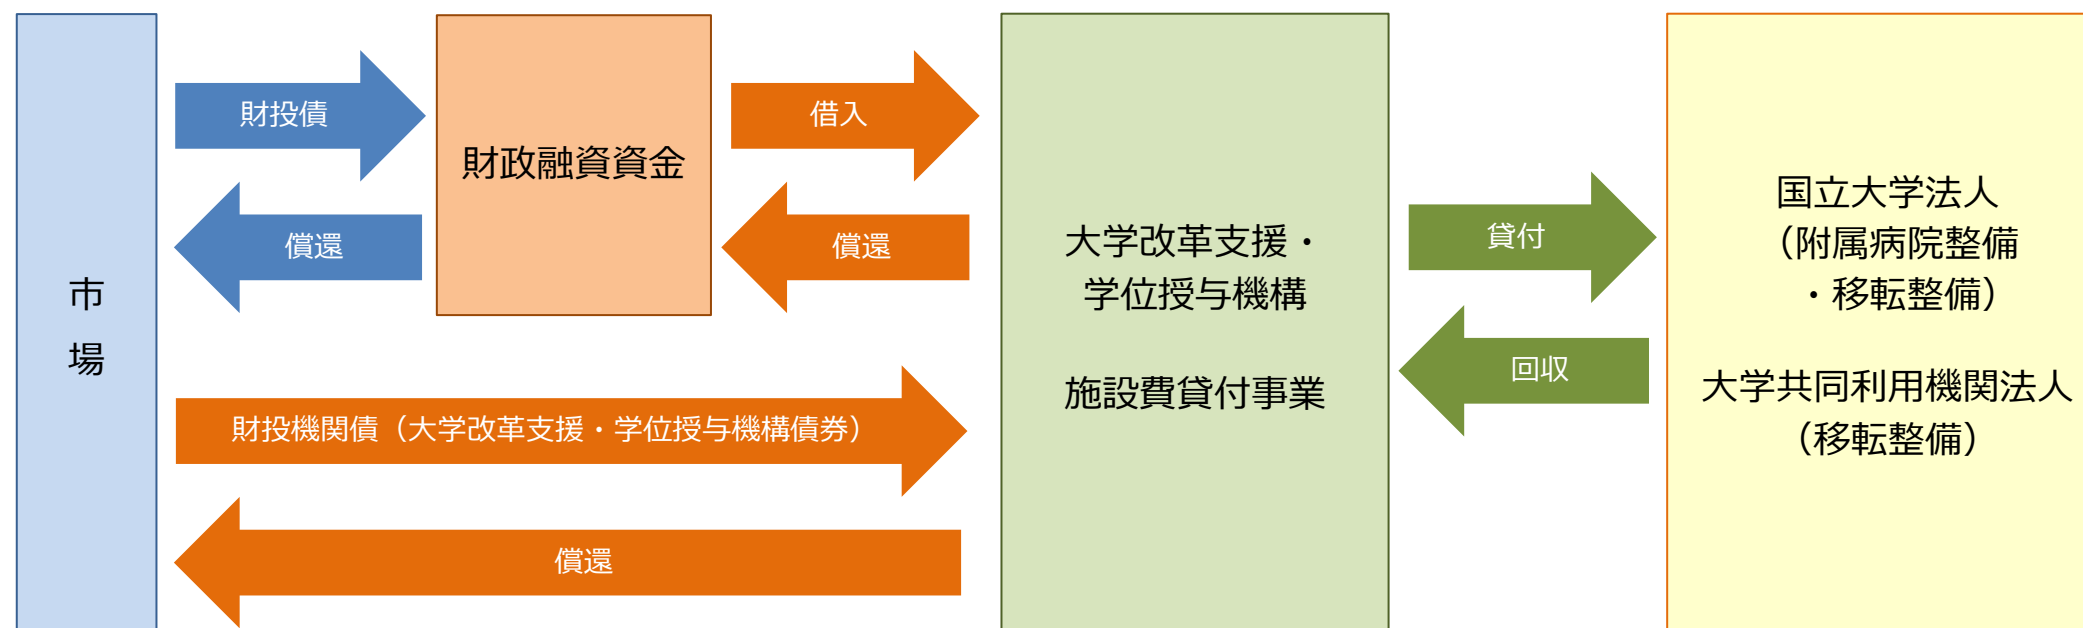 市
場
財投債
償還
財政融資資金
借入
償還
財投機関債（大学改革支援・学位授与機構債券）
償還
大学改革支援・
学位授与機構
施設費貸付事業
貸付
回収
国立大学法人
（附属病院整備
・移転整備）
大学共同利用機関法人
（移転整備）